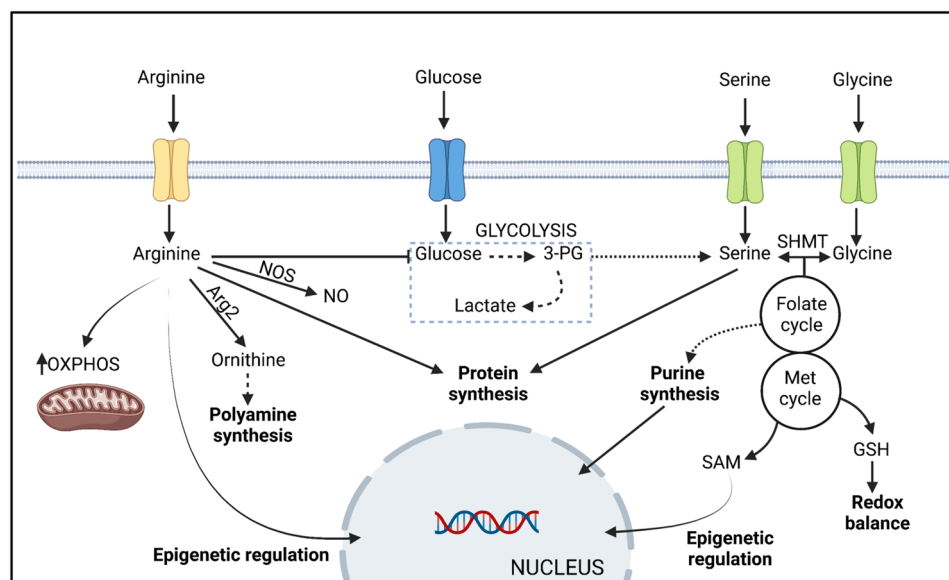 Arginine
Glucose
Serine
Glycine
GLYCOLYSIS
SHMT
Arginine
Glucose
3-PG
Serine
Glycine
NOS
NO
Arg2
Lactate
Folate
cycle
OXPHOS
Ornithine
Protein
synthesis
Purine
synthesis
Met
cycle
Polyamine
synthesis
SAM
GSH
Redox
balance
Epigenetic regulation
Epigenetic
regulation
NUCLEUS